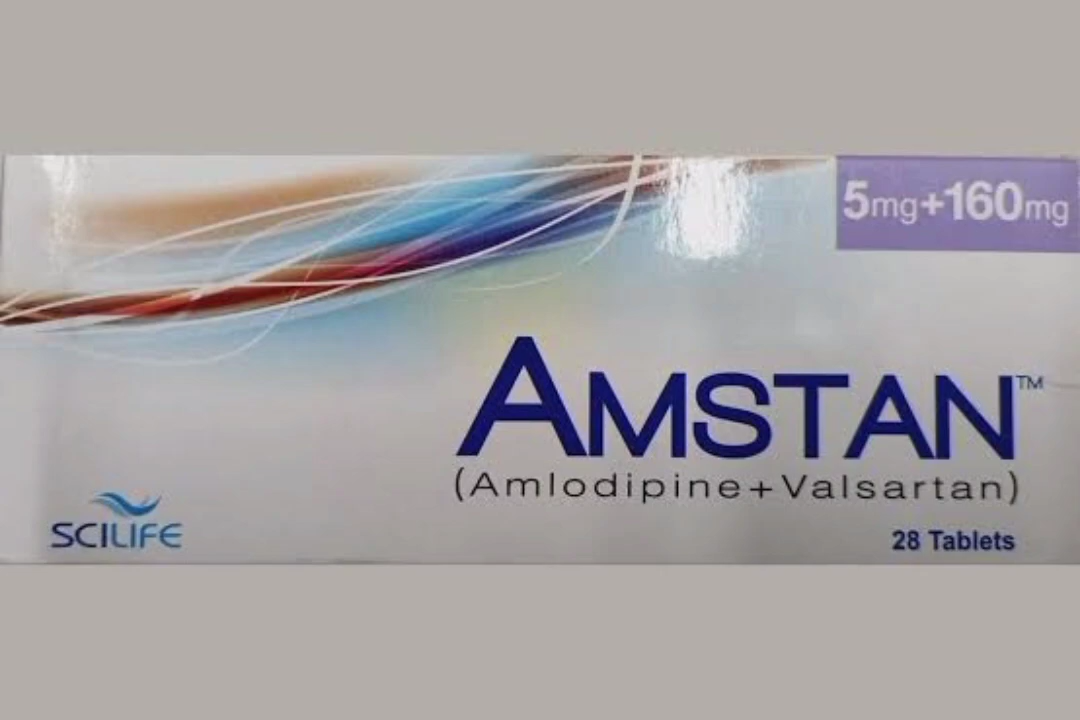 5mg+160mg
AMSTAN™
(Amlodipine+Valsartan)
SCILIFE
28 Tablets